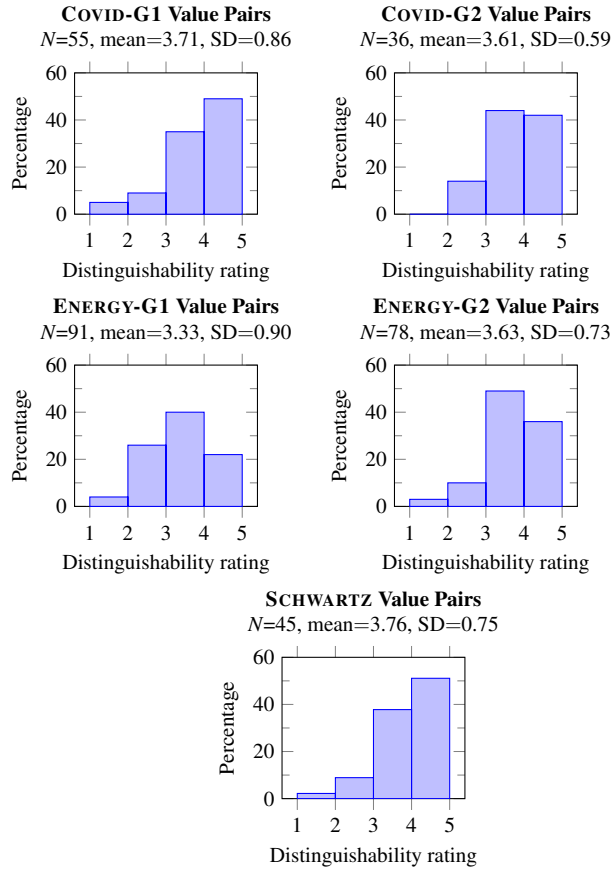 COVID-G1 Value Pairs
N=55, mean=3.71, SD=0.86
60
40
20
0
Percentage
1 2 3 4 5
Distinguishability rating
COVID-G2 Value Pairs
N=36, mean=3.61, SD=0.59
60
40
20
0
Percentage
1 2 3 4 5
Distinguishability rating
ENERGY-G1 Value Pairs
N=91, mean=3.33, SD=0.90
60
40
20
0
Percentage
1 2 3 4 5
Distinguishability rating
ENERGY-G2 Value Pairs
N=78, mean=3.63, SD=0.73
60
40
20
0
Percentage
1 2 3 4 5
Distinguishability rating
SCHWARTZ Value Pairs
N=45, mean=3.76, SD=0.75
60
40
20
0
Percentage
1 2 3 4 5
Distinguishability rating